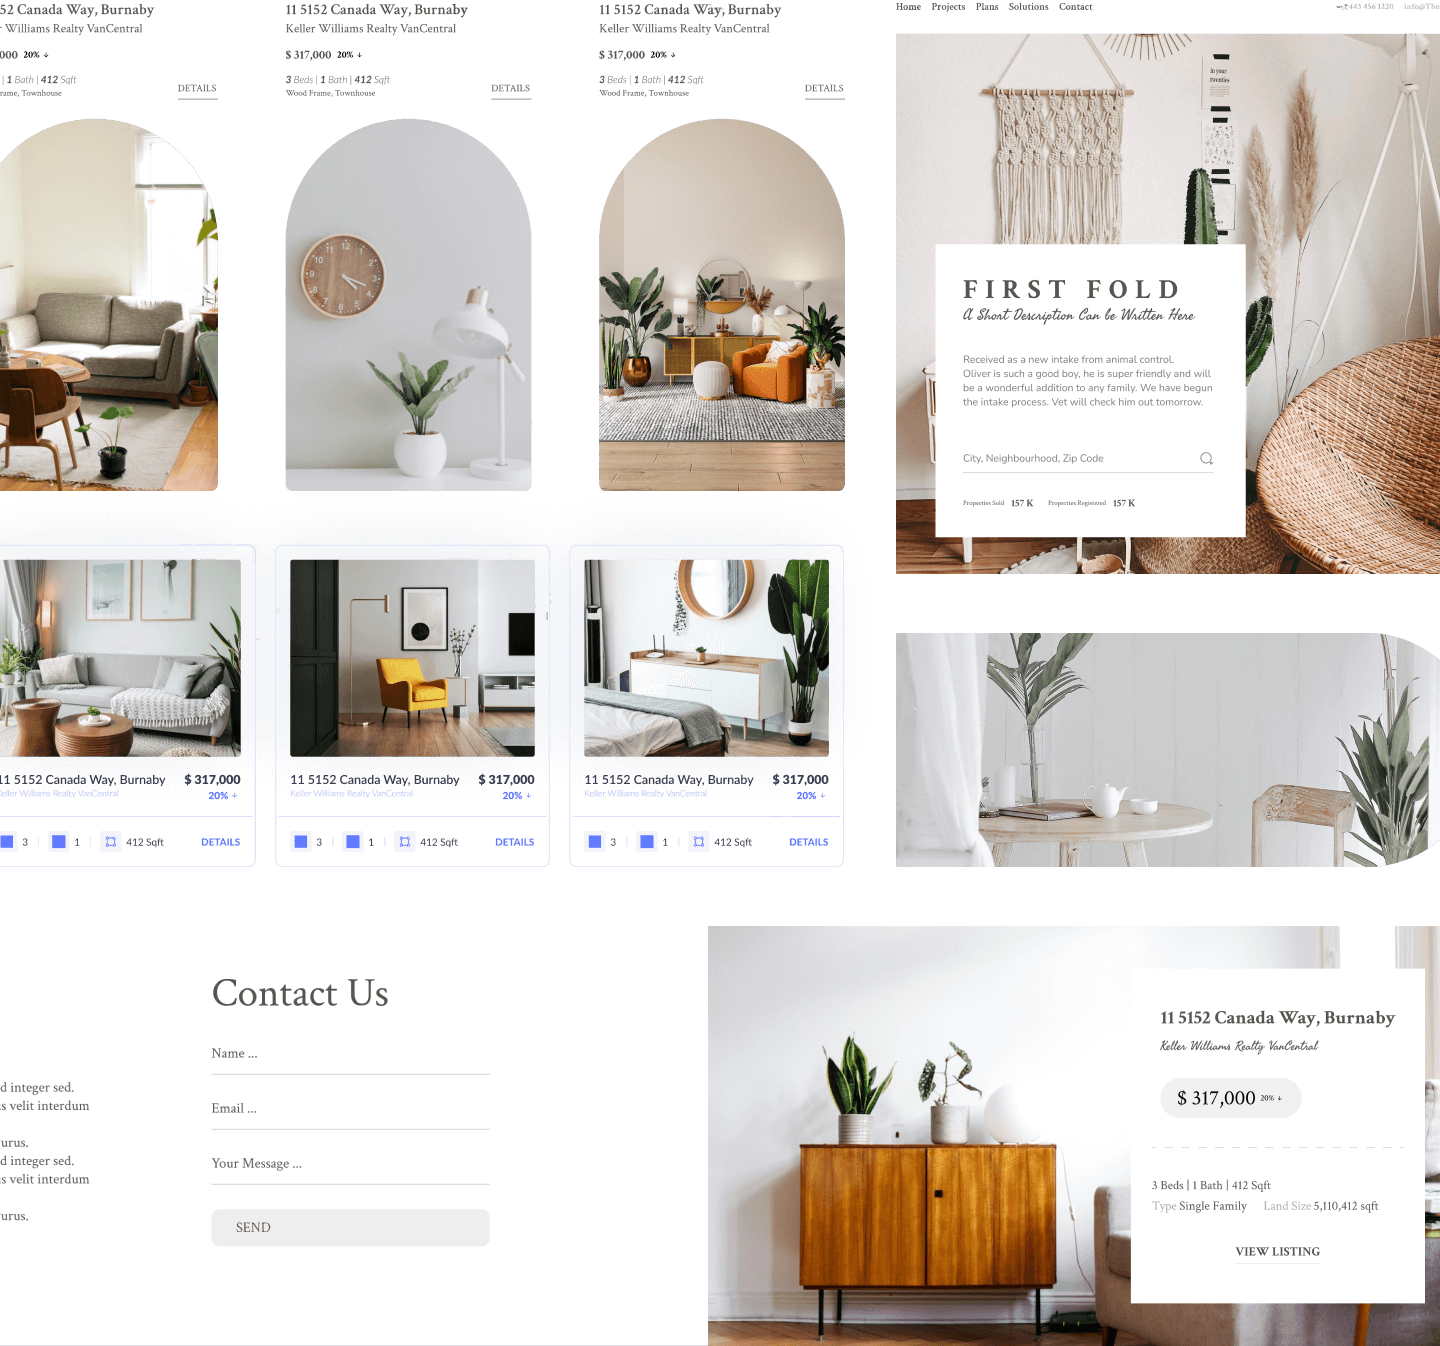 52 Canada Way, Burnaby
Keller Williams Realty VanCentral
000 20% ↓
| 1 Bath | 412 Sqft
Frame, Townhouse
DETAILS
11 5152 Canada Way, Burnaby
Keller Williams Realty VanCentral
$ 317,000 20% ↓
3 Beds | 1 Bath | 412 Sqft
Wood Frame, Townhouse
DETAILS
11 5152 Canada Way, Burnaby
Keller Williams Realty VanCentral
$ 317,000 20% ↓
3 Beds | 1 Bath | 412 Sqft
Wood Frame, Townhouse
DETAILS
Home Projects Plans Solutions Contact
443 456 1220 info@The
in your
twenties
FIRST FOLD
A Short Description Can be Written Here
Received as a new intake from animal control.
Oliver is such a good boy, he is super friendly and will
be a wonderful addition to any family. We have begun
the intake process. Vet will check him out tomorrow.
City, Neighbourhood, Zip Code
Properties Sold 157 K Properties Registered 157 K
11 5152 Canada Way, Burnaby $ 317,000
Keller Williams Realty VanCentral 20% ↓
3 | 1 | 412 Sqft DETAILS
11 5152 Canada Way, Burnaby $ 317,000
Keller Williams Realty VanCentral 20% ↓
3 | 1 | 412 Sqft DETAILS
11 5152 Canada Way, Burnaby $ 317,000
Keller Williams Realty VanCentral 20% ↓
3 | 1 | 412 Sqft DETAILS
d integer sed.
s velit interdum
urus.
d integer sed.
s velit interdum
urus.
Contact Us
Name ...
Email ...
Your Message ...
SEND
11 5152 Canada Way, Burnaby
Keller Williams Realty VanCentral
$ 317,000 20% ↓
3 Beds | 1 Bath | 412 Sqft
Type Single Family Land Size 5,110,412 sqft
VIEW LISTING